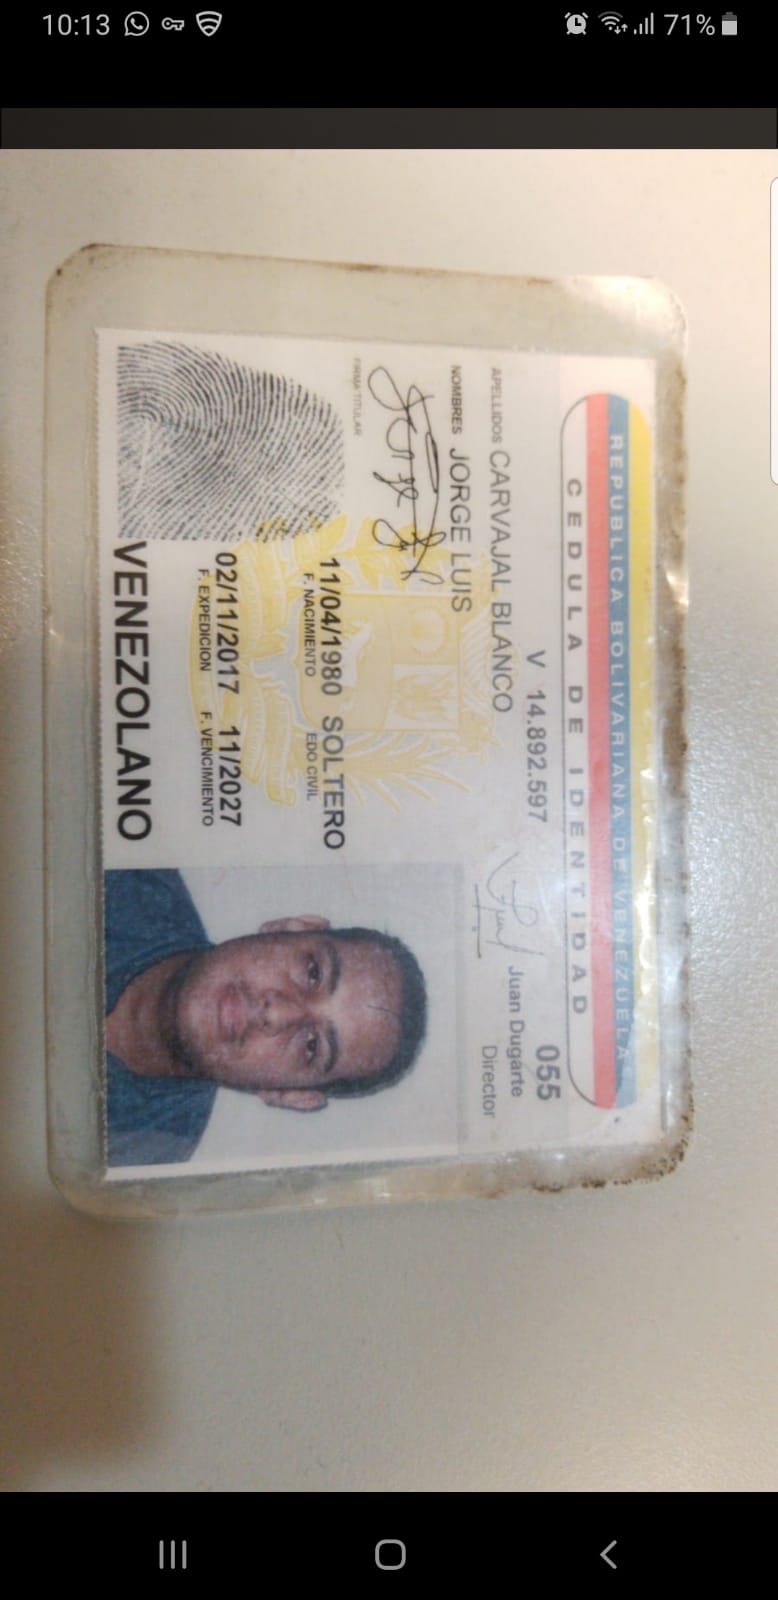 10:13
71%
REPUBLICA BOLIVARIANA DE VENEZUELA
CEDULA DE IDENTIDAD
V 14.892.597
055
Juan Dugarte
Director
APELLIDOS CARVAJAL BLANCO
NOMBRES JORGE LUIS
FIRMA TITULAR
11/04/1980 SOLTERO
F. NACIMIENTO EDO CIVIL
02/11/2017 11/2027
F. EXPEDICION F. VENCIMIENTO
VENEZOLANO